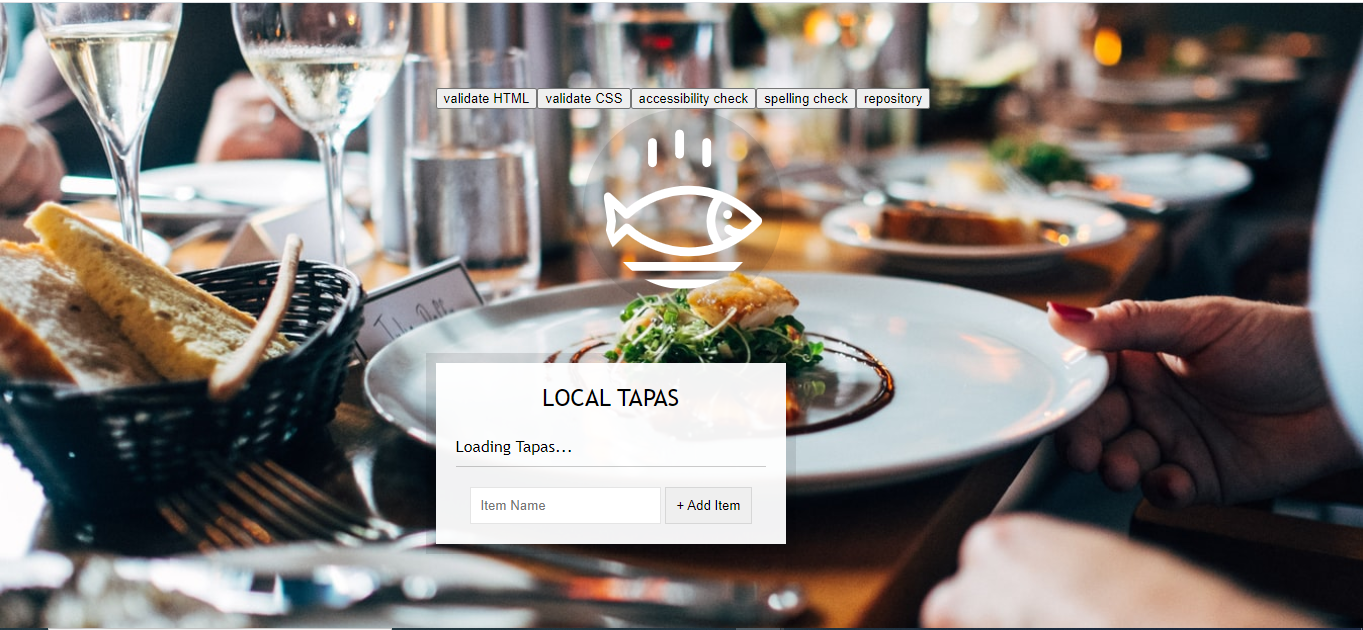 validate HTML validate CSS accessibility check spelling check repository
LOCAL TAPAS
Loading Tapas...
Item Name + Add Item